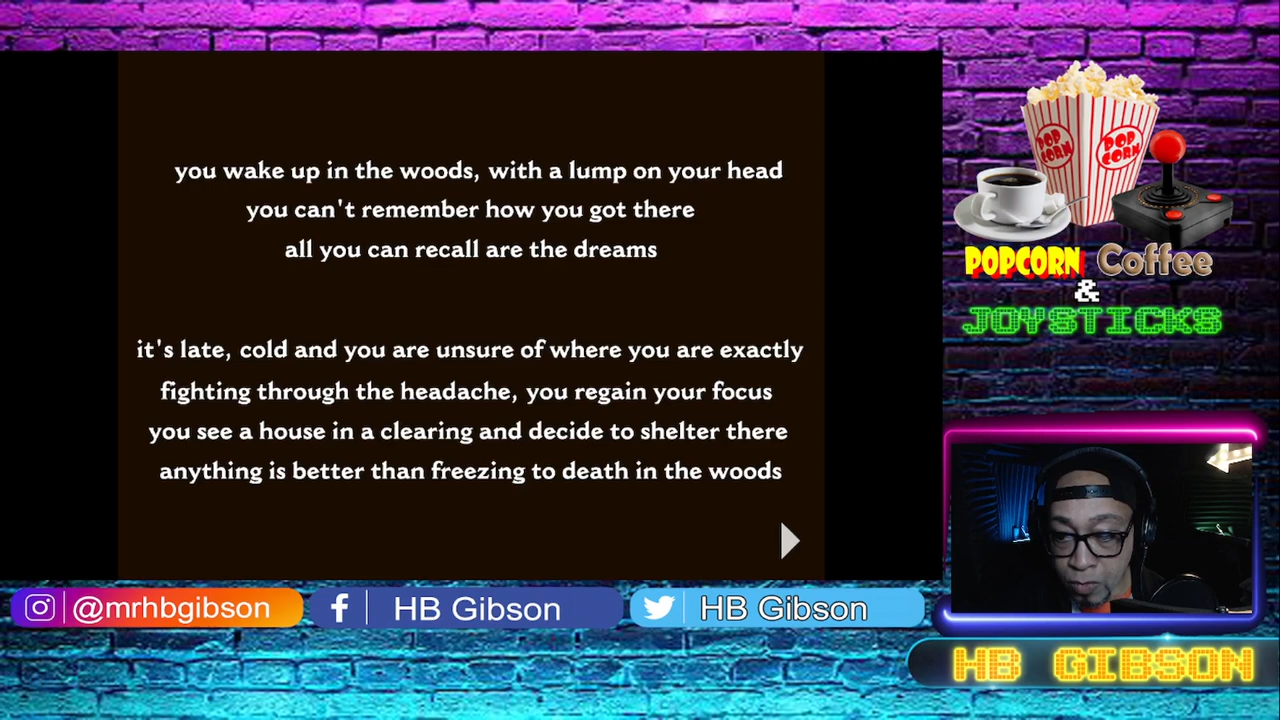 you wake up in the woods, with a lump on your head
you can't remember how you got there
all you can recall are the dreams
it's late, cold and you are unsure of where you are exactly
fighting through the headache, you regain your focus
you see a house in a clearing and decide to shelter there
anything is better than freezing to death in the woods
POP CORN
POP CORN
POPCORN Coffee
&
JOYSTICKS
@mrhbgibson
HB Gibson
HB Gibson
HB GIBSON